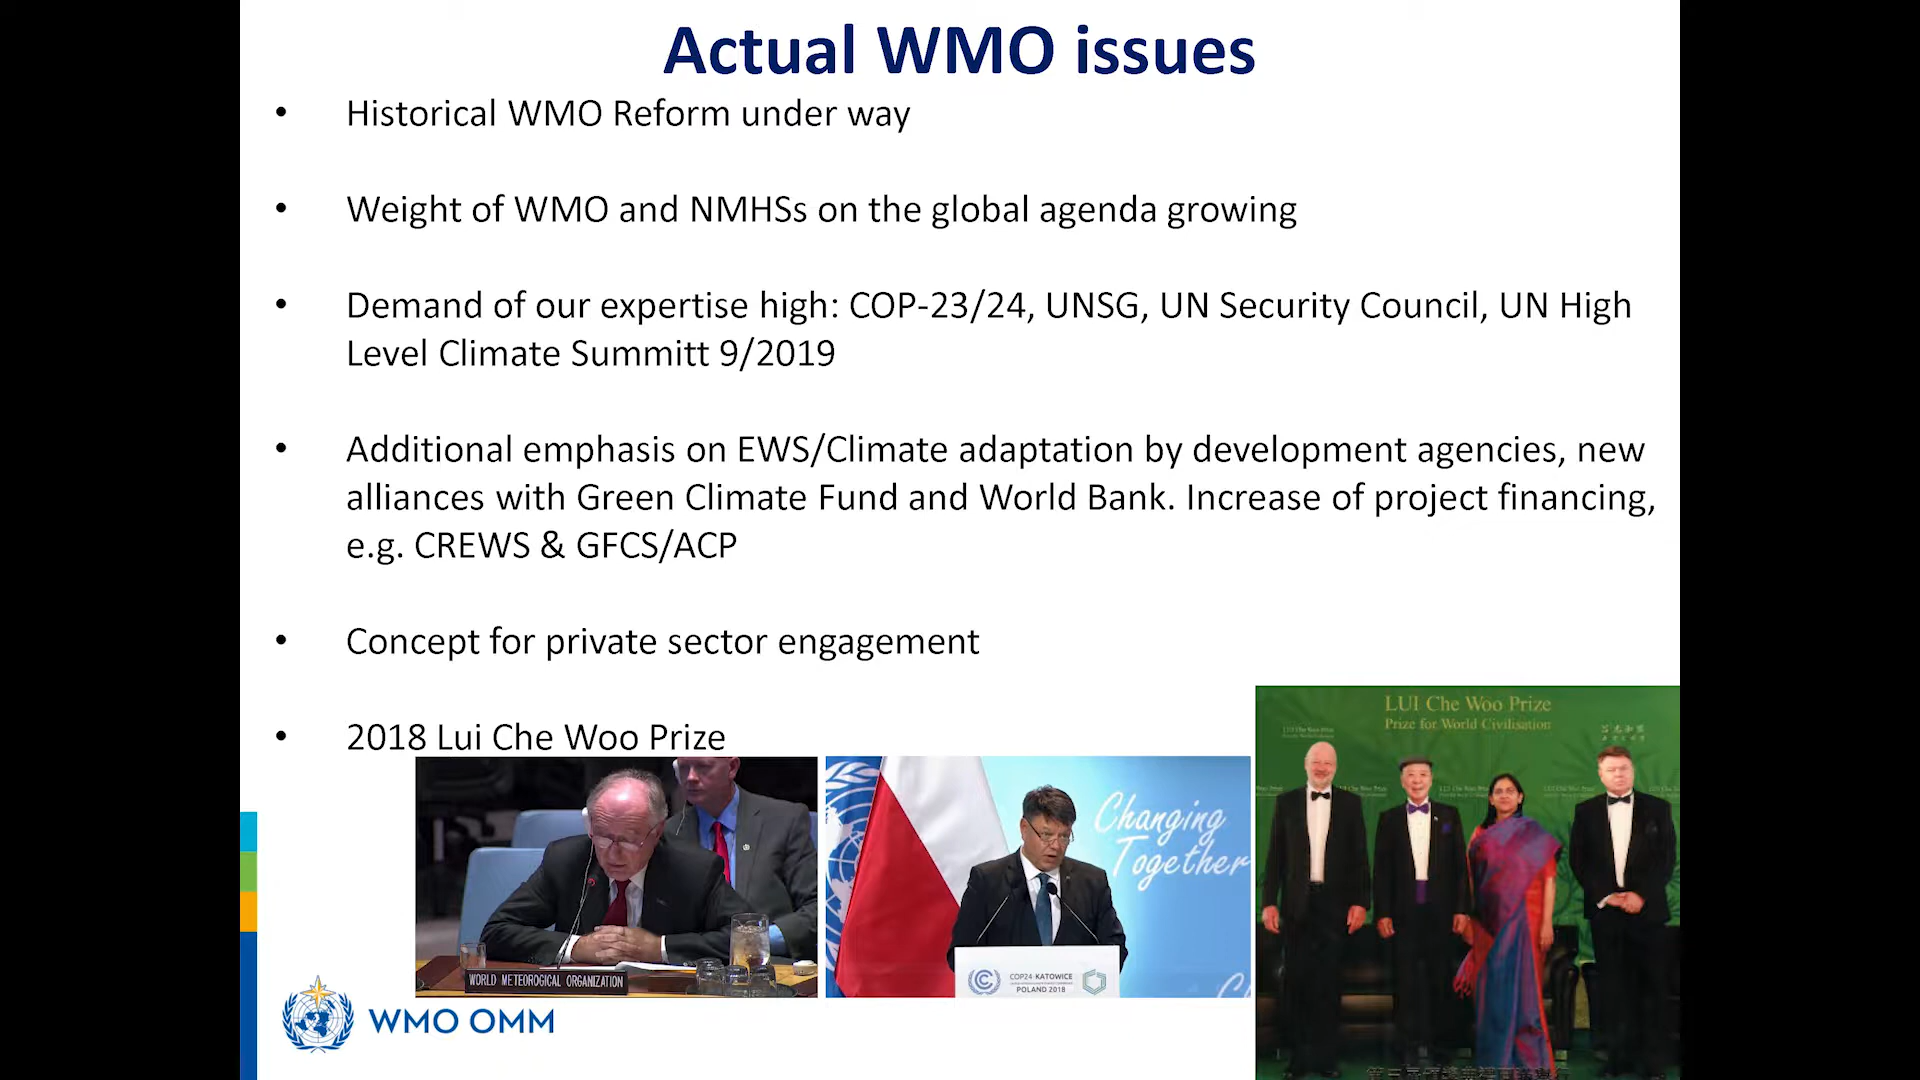 Actual WMO issues
• Historical WMO Reform under way
• Weight of WMO and NMHSs on the global agenda growing
• Demand of our expertise high: COP-23/24, UNSG, UN Security Council, UN High
Level Climate Summitt 9/2019
• Additional emphasis on EWS/Climate adaptation by development agencies, new
alliances with Green Climate Fund and World Bank. Increase of project financing,
e.g. CREWS & GFCS/ACP
• Concept for private sector engagement
• 2018 Lui Che Woo Prize
WORLD METEOROGICAL ORGANIZATION
Changing
Together
COP24·KATOWICE
POLAND 2018
LUI Che Woo Prize
Prize for World Civilisation
WMO OMM